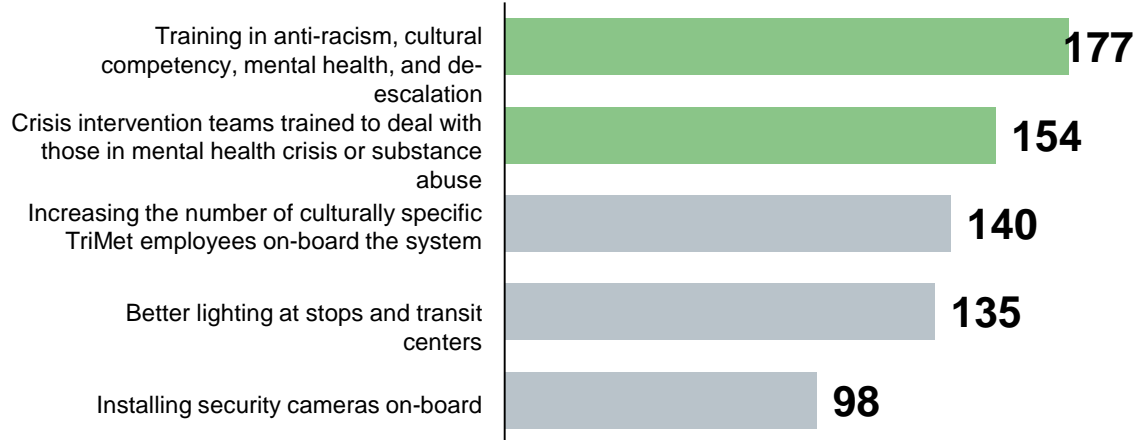 Training in anti-racism, cultural
competency, mental health, and de-
escalation
177
Crisis intervention teams trained to deal with
those in mental health crisis or substance
abuse
154
Increasing the number of culturally specific
TriMet employees on-board the system
140
Better lighting at stops and transit
centers
135
Installing security cameras on-board
98